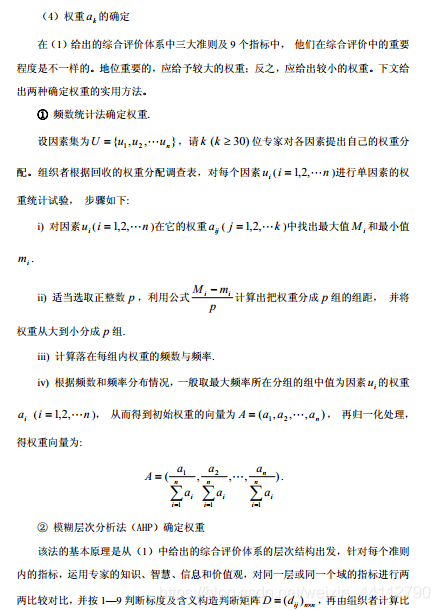 （4）权重 a_k 的确定
在（1）给出的综合评价体系中三大准则及 9 个指标中， 他们在综合评价中的重要
程度是不一样的。地位重要的，应给予较大的权重；反之，应给出较小的权重。下文给
出两种确定权重的实用方法。
① 频数统计法确定权重.
设因素集为 U = {u_1, u_2, ⋯ u_n}，请 k (k ≥ 30) 位专家对各因素提出自己的权重分
配。组织者根据回收的权重分配调查表，对每个因素 u_i (i = 1,2, ⋯ n) 进行单因素的权
重统计试验， 步骤如下:
i) 对因素 u_i (i = 1,2, ⋯ n) 在它的权重 a_ij ( j = 1,2, ⋯ k) 中找出最大值 M_i 和最小值
m_i .
ii) 适当选取正整数 p ，利用公式 (M_i − m_i)/p 计算出把权重分成 p 组的组距， 并将
权重从大到小分成 p 组.
iii) 计算落在每组内权重的频数与频率.
iv) 根据频数和频率分布情况，一般取最大频率所在分组的组中值为因素 u_i 的权重
a_i (i = 1,2, ⋯ n)， 从而得到初始权重的向量为 A = (a_1, a_2, ⋯, a_n)， 再归一化处理，
得权重向量为:
A = (a_1/∑_{i=1}^{n} a_i , a_2/∑_{i=1}^{n} a_i , ⋯, a_n/∑_{i=1}^{n} a_i).
② 模糊层次分析法（AHP）确定权重
该法的基本原理是从（1）中给出的综合评价体系的层次结构出发，针对每个准则
内的指标，运用专家的知识、智慧、信息和价值观，对同一层或同一个域的指标进行两
两比较对比，并按 1—9 判断标度及含义构造判断矩阵 D = (d_ij)_{n×n}，再由组织者计算比
https://blog.csdn.net/weixin_44112790